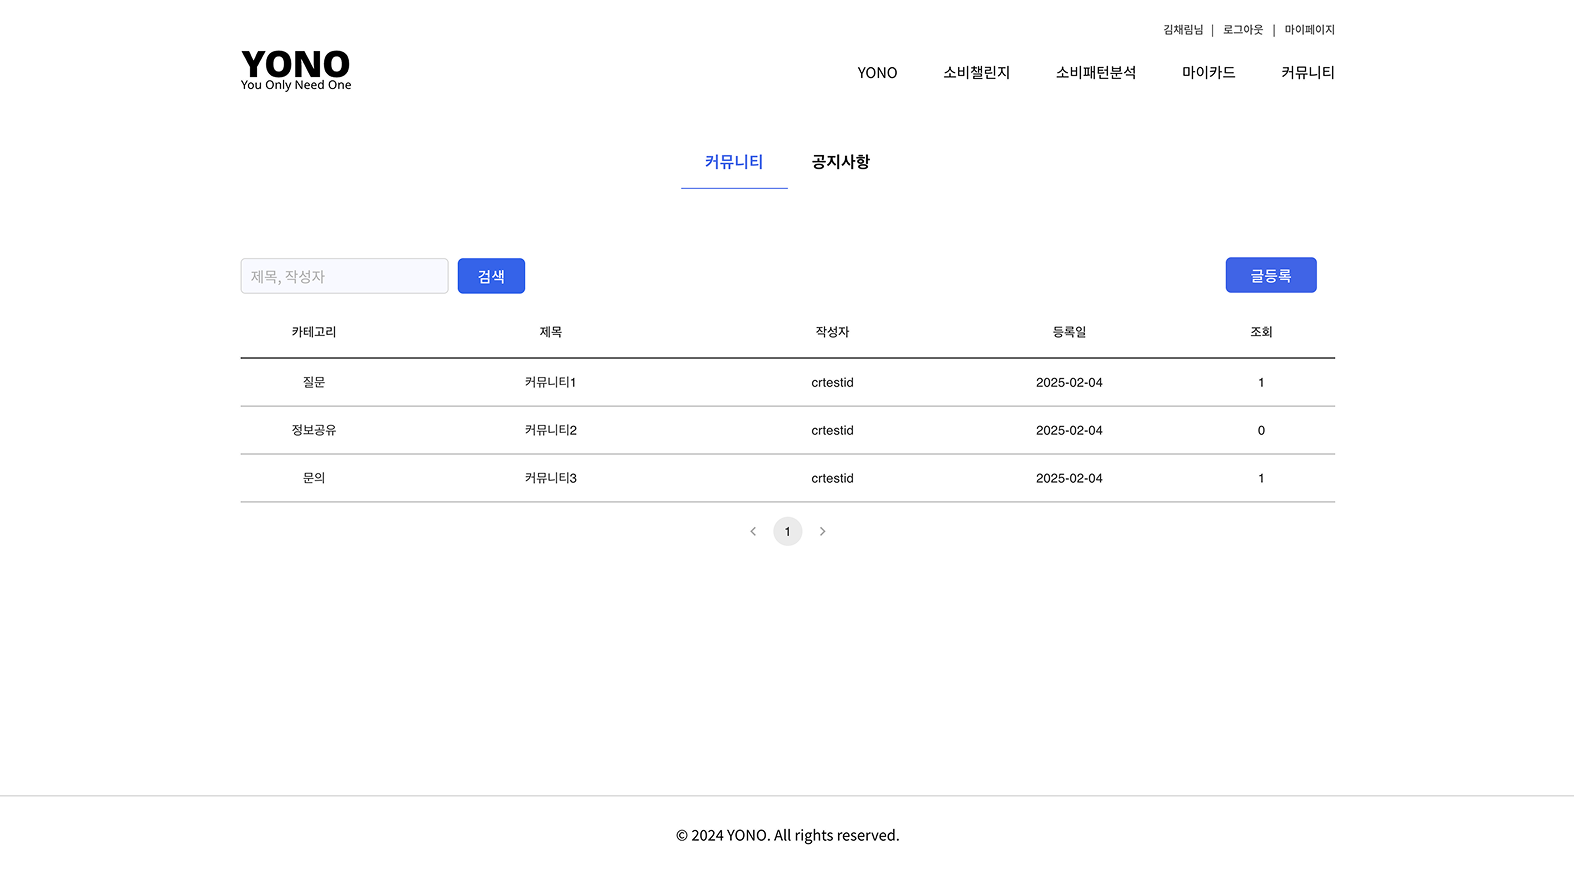 김채림님 | 로그아웃 | 마이페이지
YONO
You Only Need One
YONO 소비챌린지 소비패턴분석 마이카드 커뮤니티
커뮤니티 공지사항
제목, 작성자 검색 글등록
카테고리 제목 작성자 등록일 조회
질문 커뮤니티1 crtestid 2025-02-04 1
정보공유 커뮤니티2 crtestid 2025-02-04 0
문의 커뮤니티3 crtestid 2025-02-04 1
< 1 >
© 2024 YONO. All rights reserved.